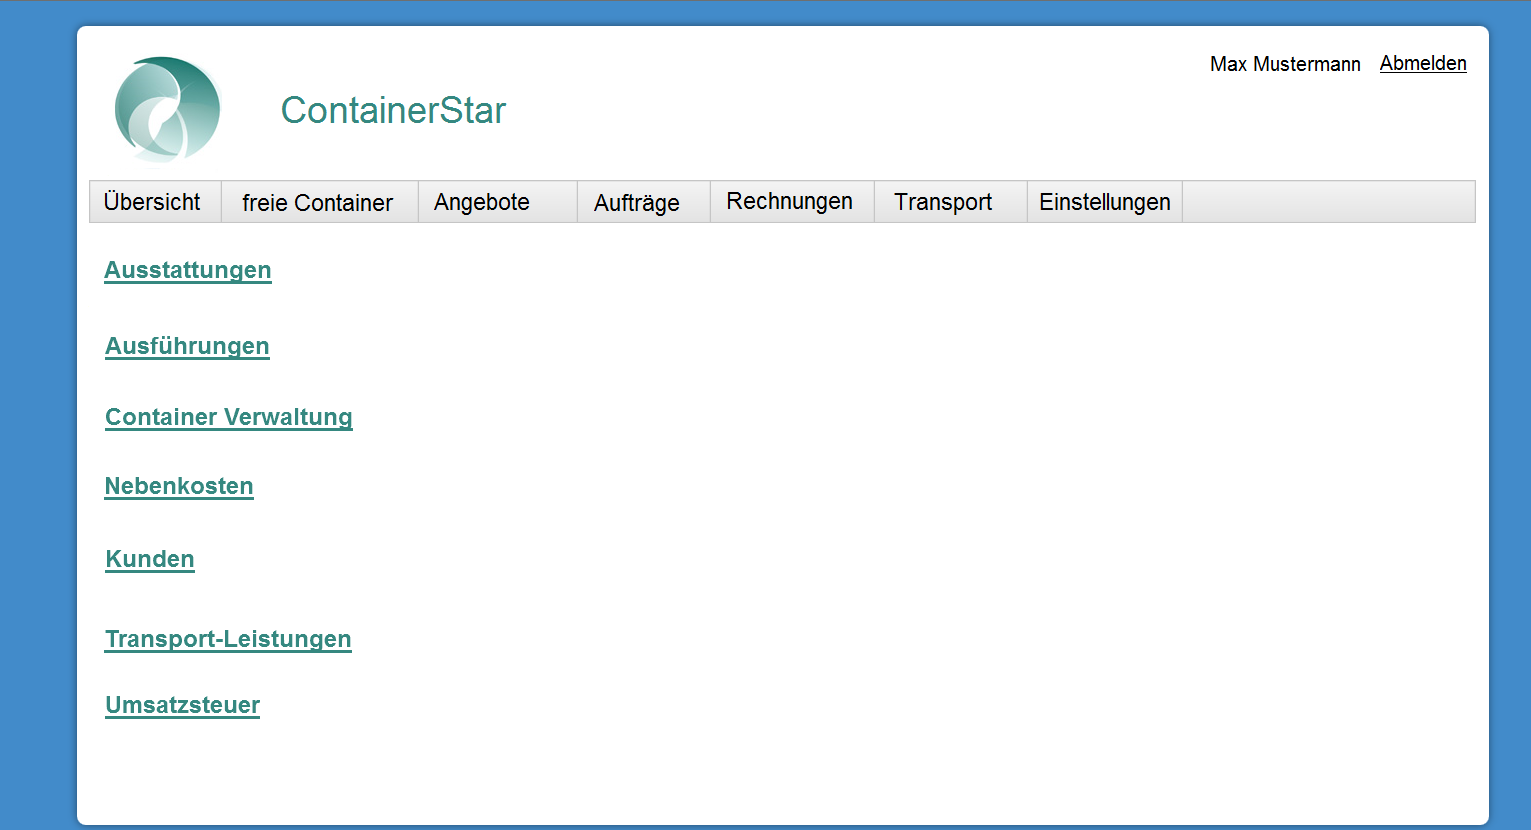 Max Mustermann Abmelden
ContainerStar
Übersicht freie Container Angebote Aufträge Rechnungen Transport Einstellungen
Ausstattungen
Ausführungen
Container Verwaltung
Nebenkosten
Kunden
Transport-Leistungen
Umsatzsteuer